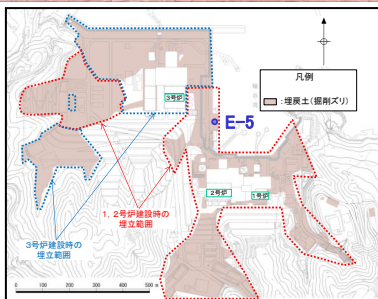 凡例
:埋戻土(掘削ズリ)
3号炉
E-5
2号炉
1号炉
1, 2号炉建設時の
埋立範囲
3号炉建設時の
埋立範囲
0 100 200 300 400 500 m